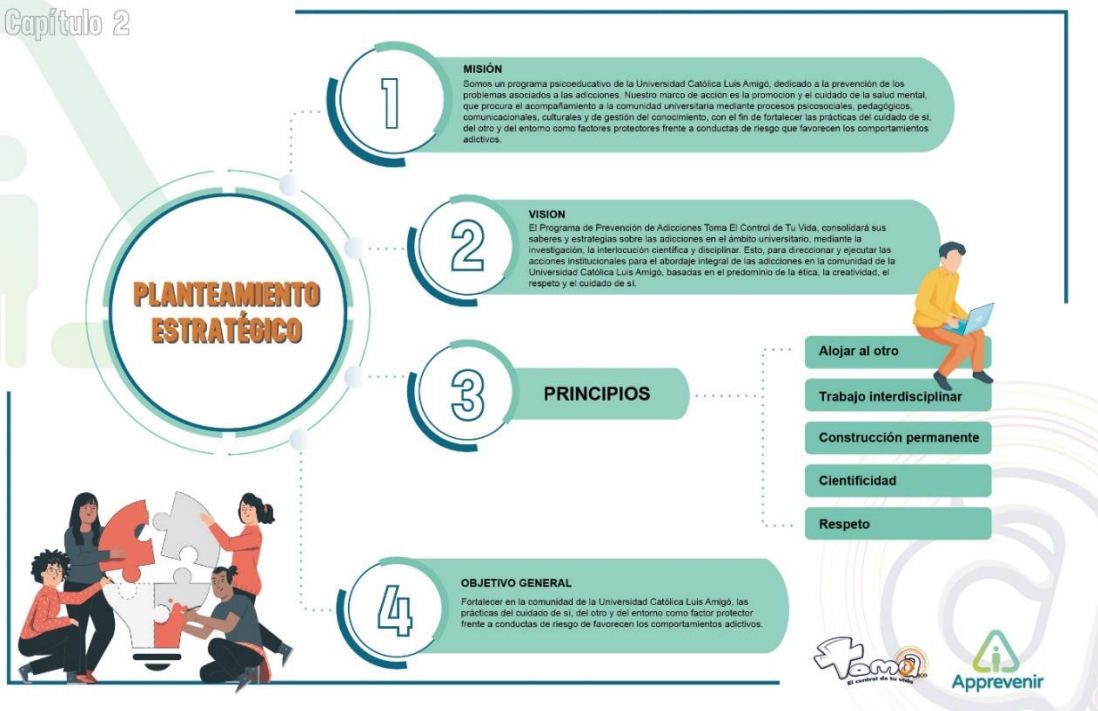 Capítulo 2
PLANTEAMIENTO
ESTRATÉGICO
1
MISIÓN
Somos un programa psicoeducativo de la Universidad Católica Luis Amigó, dedicado a la prevención de los
problemas asociados a las adicciones. Nuestro marco de acción es la promoción y el cuidado de la salud mental,
que procura el acompañamiento a la comunidad universitaria mediante procesos psicosociales, pedagógicos,
comunicacionales, culturales y de gestión del conocimiento, con el fin de fortalecer las prácticas del cuidado de sí,
del otro y del entorno como factores protectores frente a conductas de riesgo que favorecen los comportamientos
adictivos.
2
VISION
El Programa de Prevención de Adicciones Toma El Control de Tu Vida, consolidará sus
saberes y estrategias sobre las adicciones en el ámbito universitario, mediante la
investigación, la interlocución científica y disciplinar. Esto, para direccionar y ejecutar las
acciones institucionales para el abordaje integral de las adicciones en la comunidad de la
Universidad Católica Luis Amigó, basadas en el predominio de la ética, la creatividad, el
respeto y el cuidado de sí.
3
PRINCIPIOS
Alojar al otro
Trabajo interdisciplinar
Construcción permanente
Cientificidad
Respeto
4
OBJETIVO GENERAL
Fortalecer en la comunidad de la Universidad Católica Luis Amigó, las
prácticas del cuidado de sí, del otro y del entorno como factor protector
frente a conductas de riesgo de favorecen los comportamientos adictivos.
Toma
El control de tu vida
Apprevenir